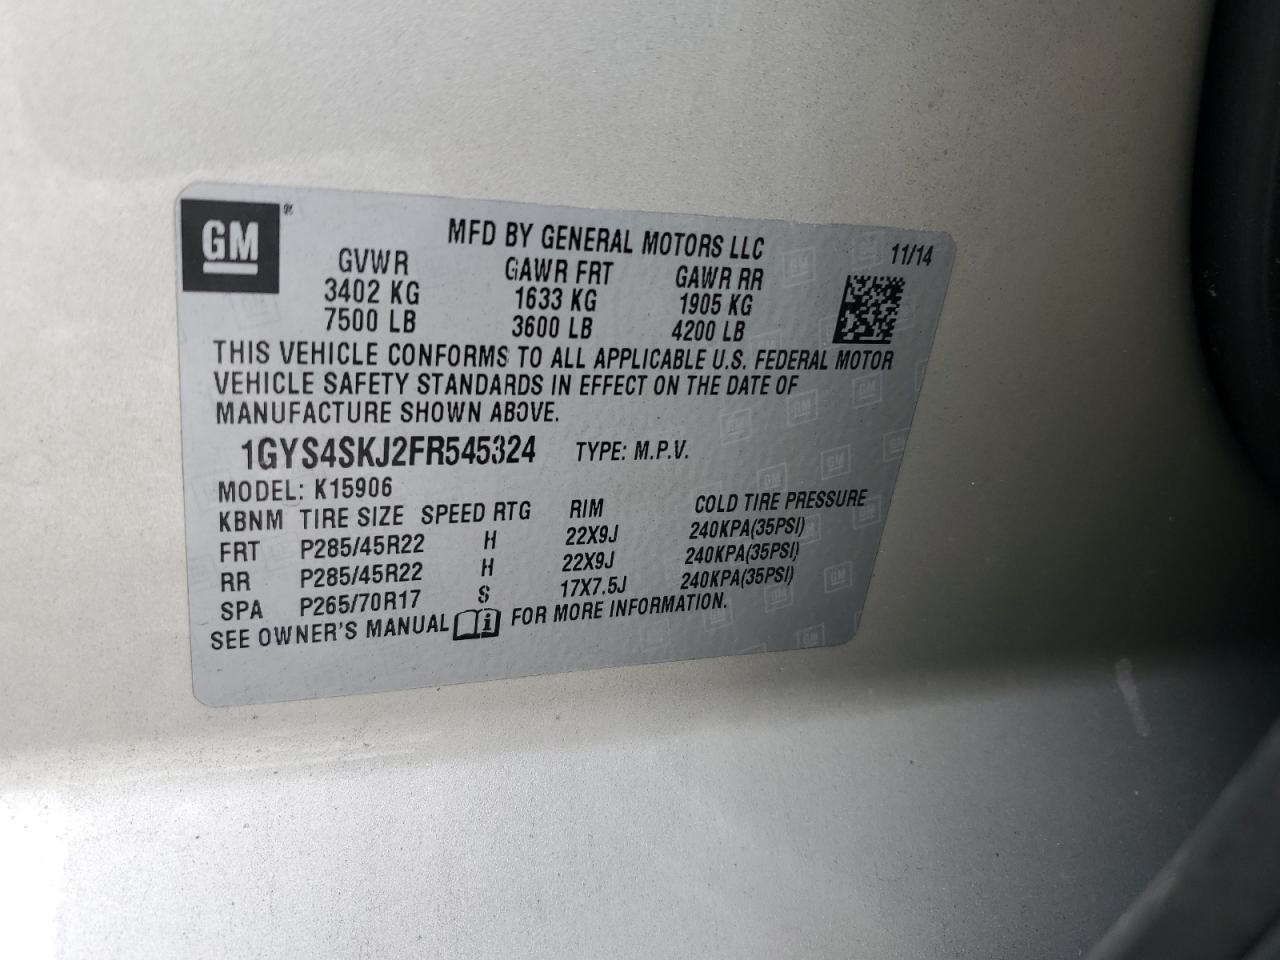 GM ®
MFD BY GENERAL MOTORS LLC 11/14
GVWR GAWR FRT GAWR RR
3402 KG 1633 KG 1905 KG
7500 LB 3600 LB 4200 LB
THIS VEHICLE CONFORMS TO ALL APPLICABLE U.S. FEDERAL MOTOR
VEHICLE SAFETY STANDARDS IN EFFECT ON THE DATE OF
MANUFACTURE SHOWN ABOVE.
1GYS4SKJ2FR545324 TYPE: M.P.V.
MODEL: K15906
KBNM TIRE SIZE SPEED RTG RIM COLD TIRE PRESSURE
FRT P285/45R22 H 22X9J 240KPA(35PSI)
RR P285/45R22 H 22X9J 240KPA(35PSI)
SPA P265/70R17 S 17X7.5J 240KPA(35PSI)
SEE OWNER'S MANUAL i FOR MORE INFORMATION.